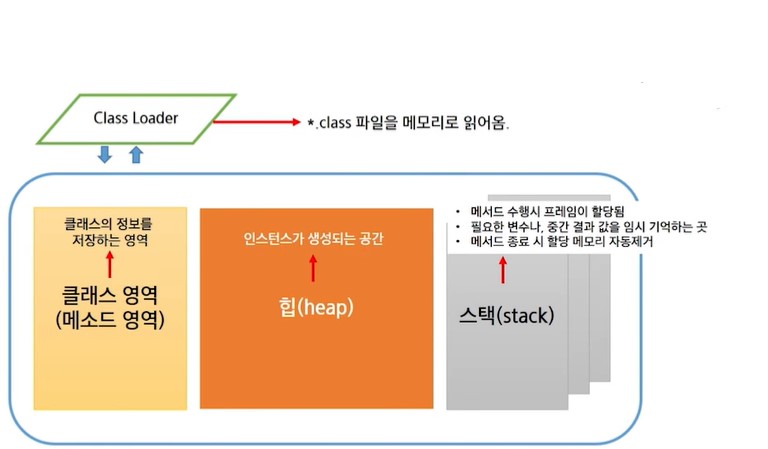 Class Loader
*.class 파일을 메모리로 읽어옴.
클래스의 정보를
저장하는 영역
클래스 영역
(메소드 영역)
인스턴스가 생성되는 공간
힙(heap)
• 메서드 수행시 프레임이 할당됨
• 필요한 변수나, 중간 결과 값을 임시 기억하는 곳
• 메서드 종료 시 할당 메모리 자동제거
스택(stack)